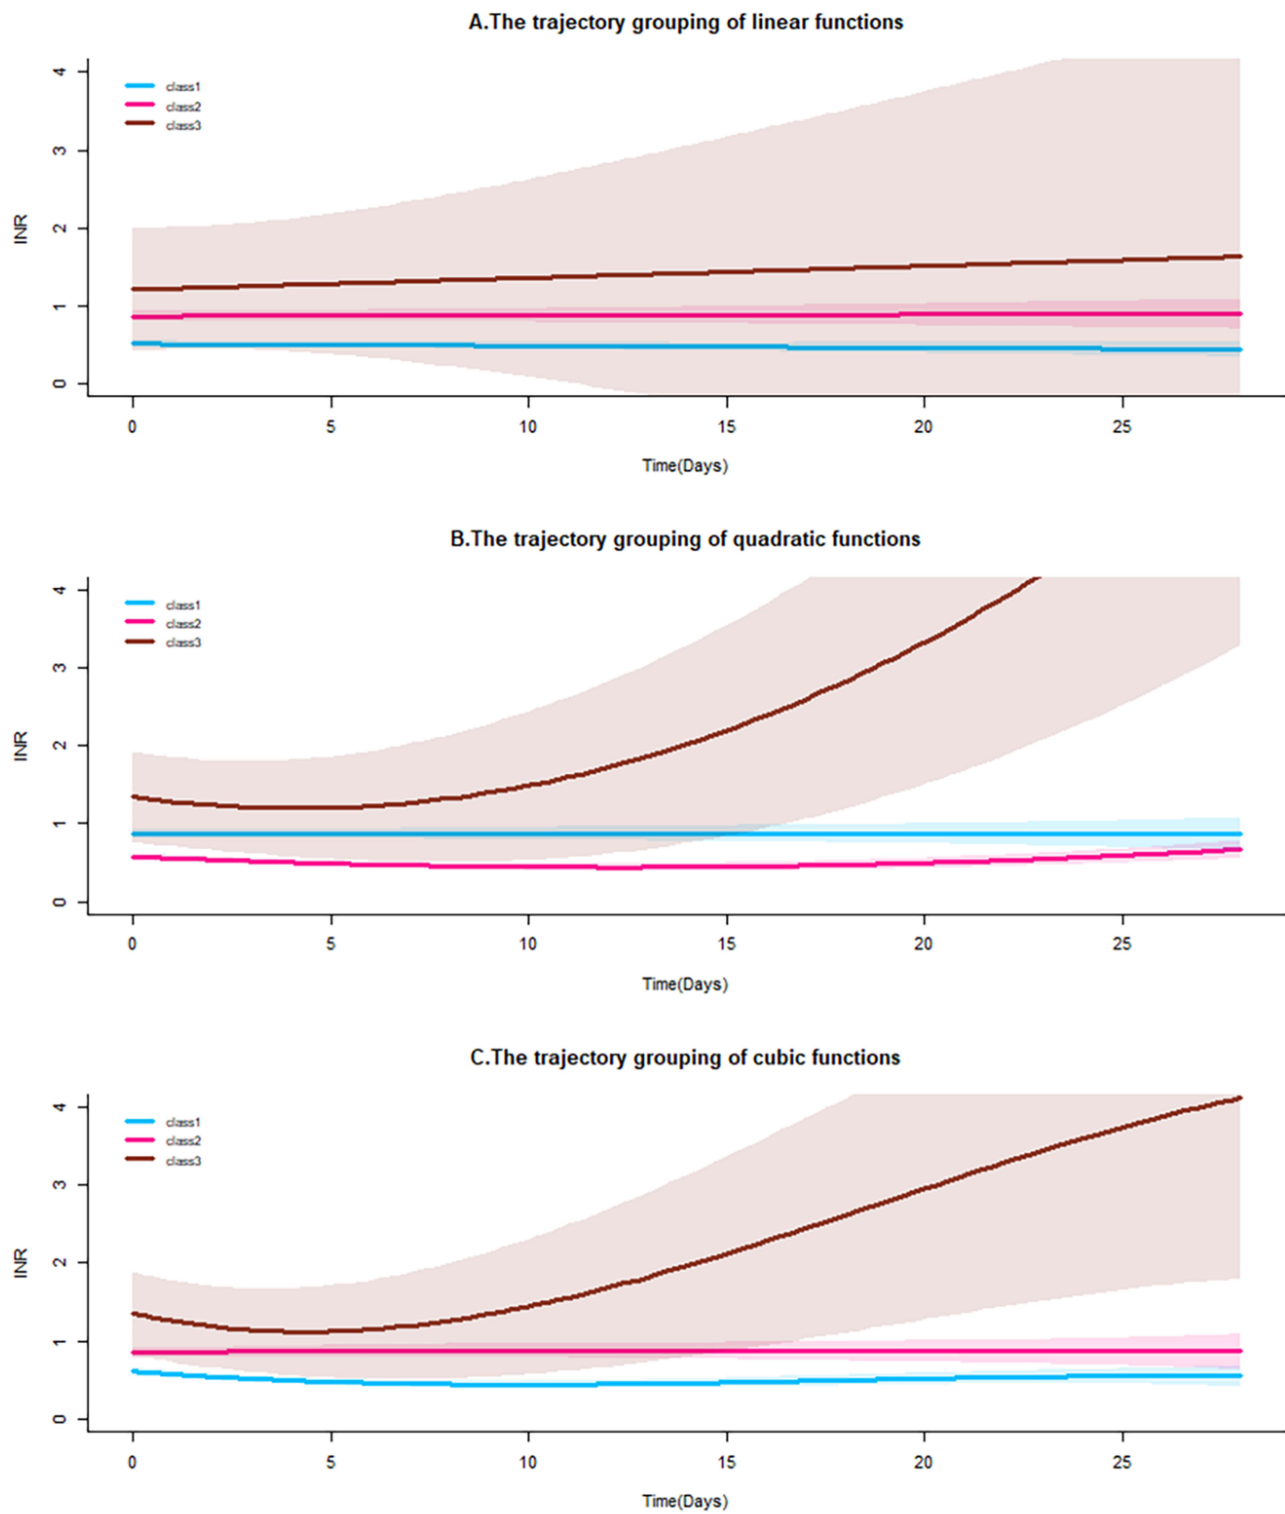 A.The trajectory grouping of linear functions
4
class1
class2
class3
3
INR
2
1
0
0 5 10 15 20 25
Time(Days)
B.The trajectory grouping of quadratic functions
4
class1
class2
class3
3
INR
2
1
0
0 5 10 15 20 25
Time(Days)
C.The trajectory grouping of cubic functions
4
class1
class2
class3
3
INR
2
1
0
0 5 10 15 20 25
Time(Days)